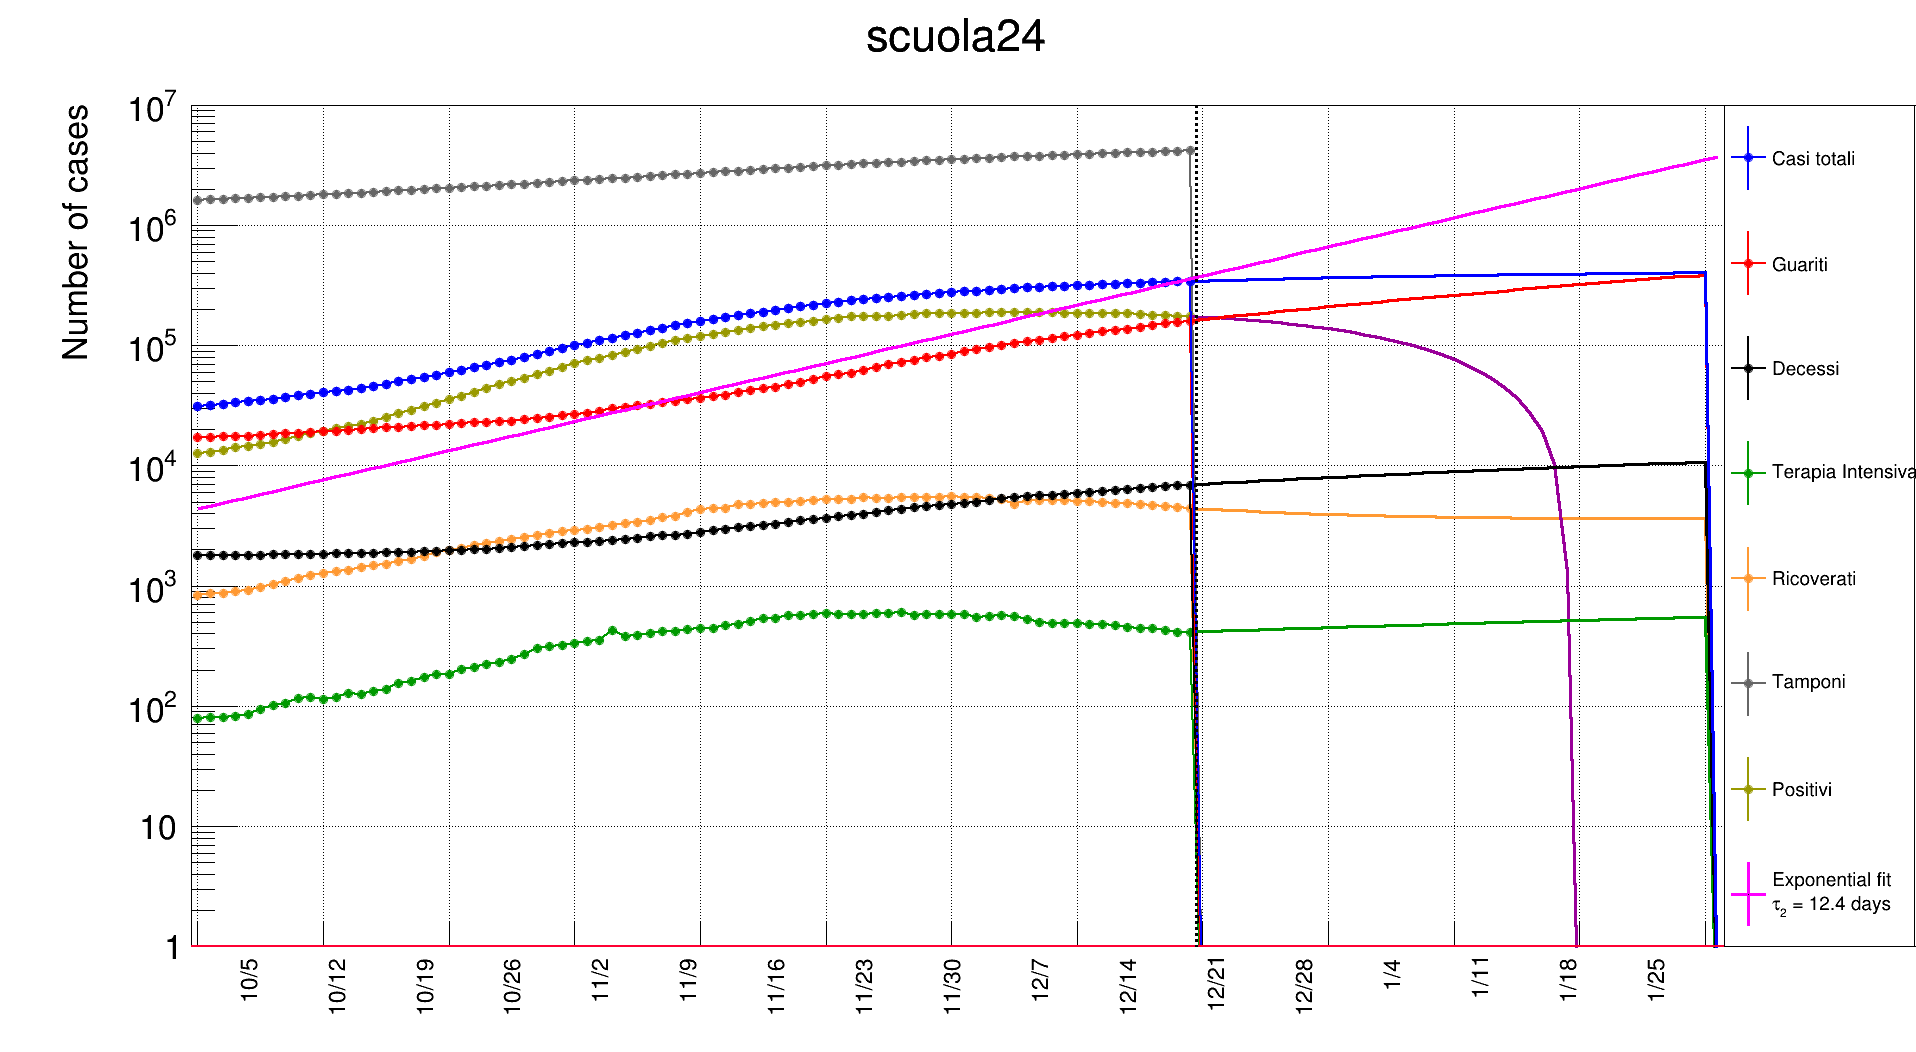 scuola24
Number of cases
10^7
10^6
10^5
10^4
10^3
10^2
10
1
10/5
10/12
10/19
10/26
11/2
11/9
11/16
11/23
11/30
12/7
12/14
12/21
12/28
1/4
1/11
1/18
1/25
Casi totali
Guariti
Decessi
Terapia Intensiva
Ricoverati
Tamponi
Positivi
Exponential fit
τ_2 = 12.4 days